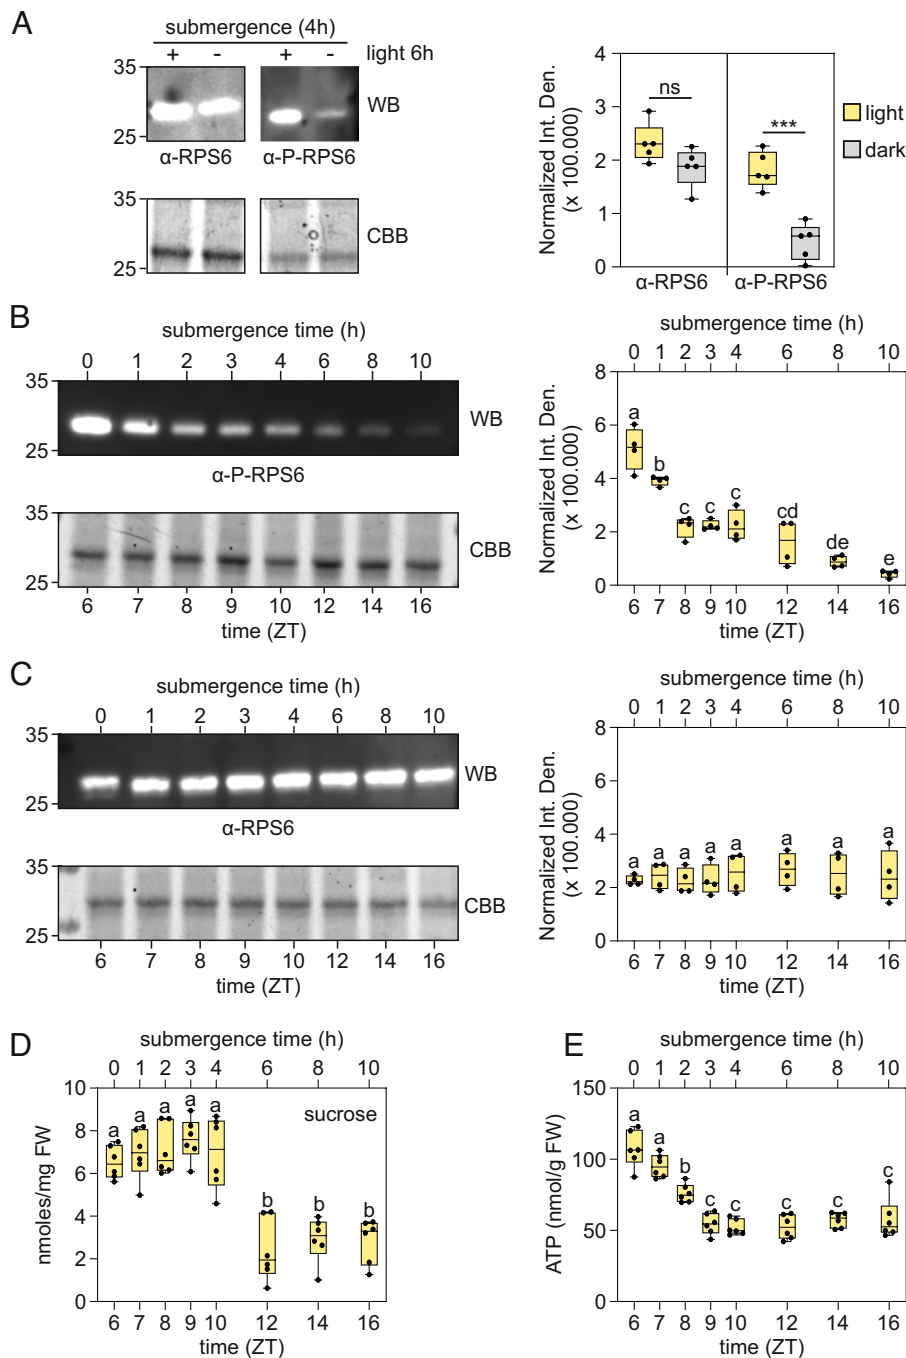 A
submergence (4h)
+ - + - light 6h
35
25
WB
α-RPS6 α-P-RPS6
35
25
CBB
Normalized Int. Den.
(x 100.000)
4
3
2
1
0
ns
***
α-RPS6 α-P-RPS6
light
dark
B
submergence time (h)
0 1 2 3 4 6 8 10
35
25
WB
α-P-RPS6
35
25
CBB
6 7 8 9 10 12 14 16
time (ZT)
submergence time (h)
0 1 2 3 4 6 8 10
Normalized Int. Den.
(x 100.000)
8
6
4
2
0
a b c c c cd de e
6 7 8 9 10 12 14 16
time (ZT)
C
submergence time (h)
0 1 2 3 4 6 8 10
35
25
WB
α-RPS6
35
25
CBB
6 7 8 9 10 12 14 16
time (ZT)
submergence time (h)
0 1 2 3 4 6 8 10
Normalized Int. Den.
(x 100.000)
8
6
4
2
0
a a a a a a a a
6 7 8 9 10 12 14 16
time (ZT)
D
submergence time (h)
0 1 2 3 4 6 8 10
nmoles/mg FW
10
8
6
4
2
0
sucrose
a a a a a b b b
6 7 8 9 10 12 14 16
time (ZT)
E
submergence time (h)
0 1 2 3 4 6 8 10
ATP (nmol/g FW)
150
100
50
0
a a b c c c c c
6 7 8 9 10 12 14 16
time (ZT)